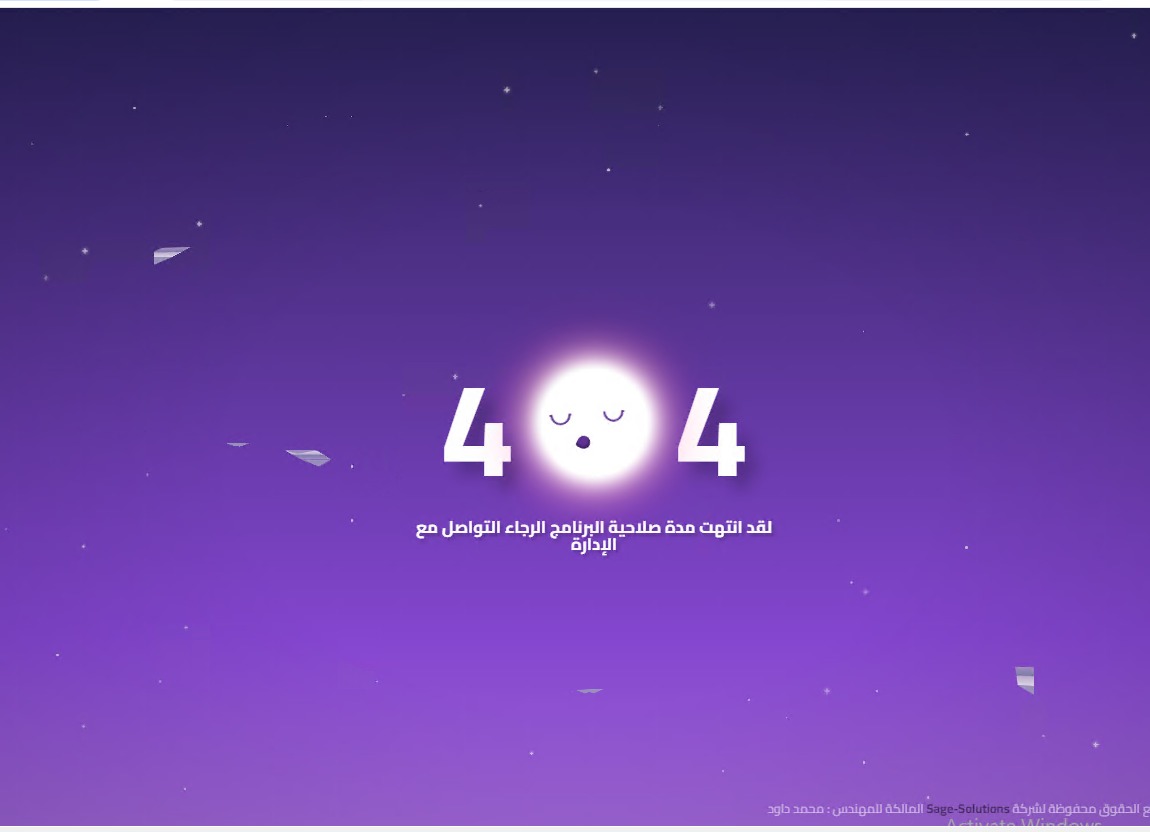 4 4
لقد انتهت مدة صلاحية البرنامج الرجاء التواصل مع
الإدارة
الحقوق محفوظة لشركة Sage-Solutions المالكة للمهندس : محمد داود
Activate Windows